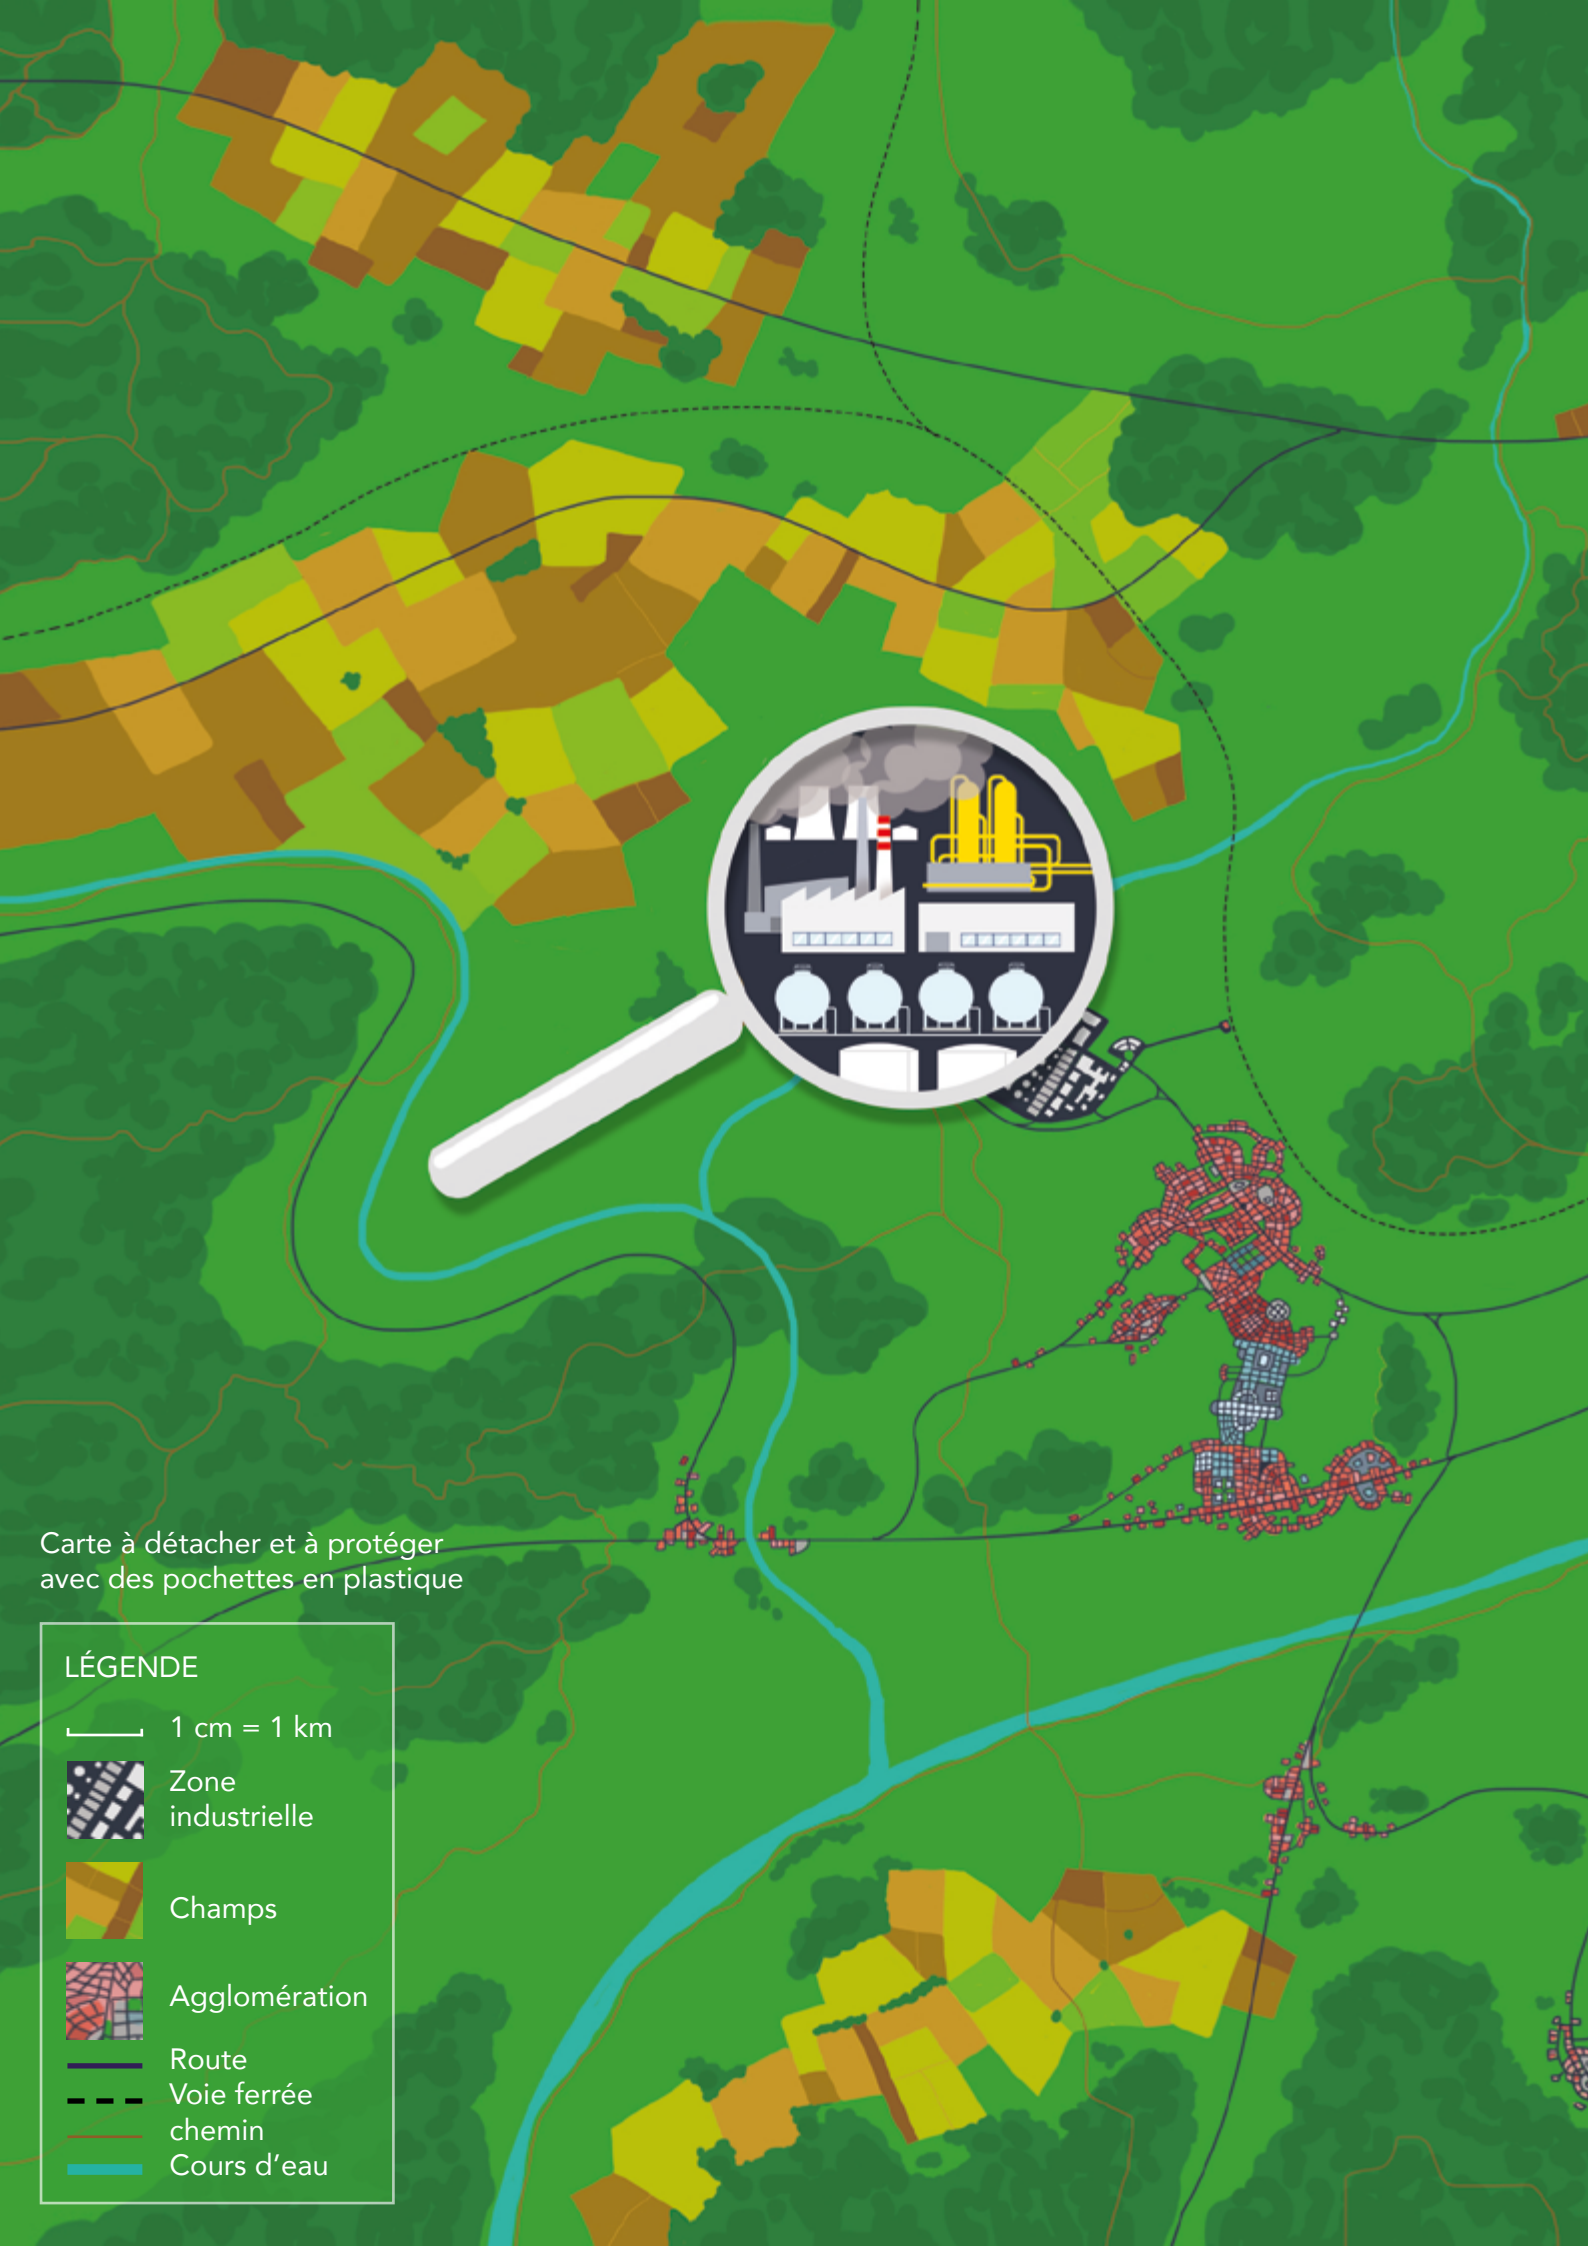 Carte à détacher et à protéger
avec des pochettes en plastique
LÉGENDE
1 cm = 1 km
Zone
industrielle
Champs
Agglomération
Route
Voie ferrée
chemin
Cours d’eau